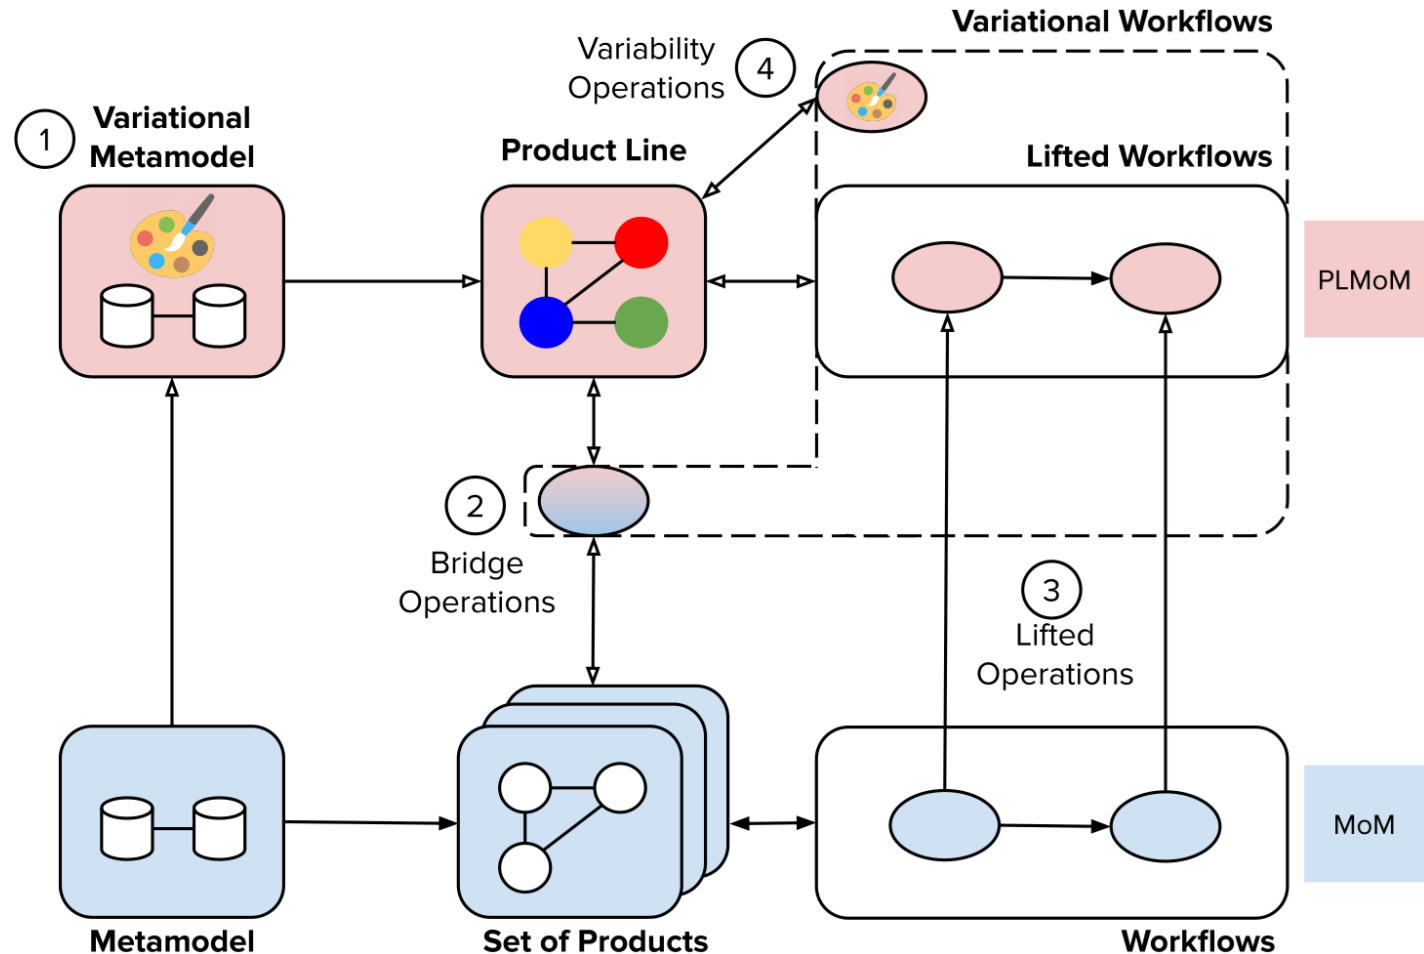 Variational Workflows
Variability
Operations
4
1
Variational
Metamodel
Product Line
Lifted Workflows
PLMoM
2
Bridge
Operations
3
Lifted
Operations
MoM
Metamodel
Set of Products
Workflows